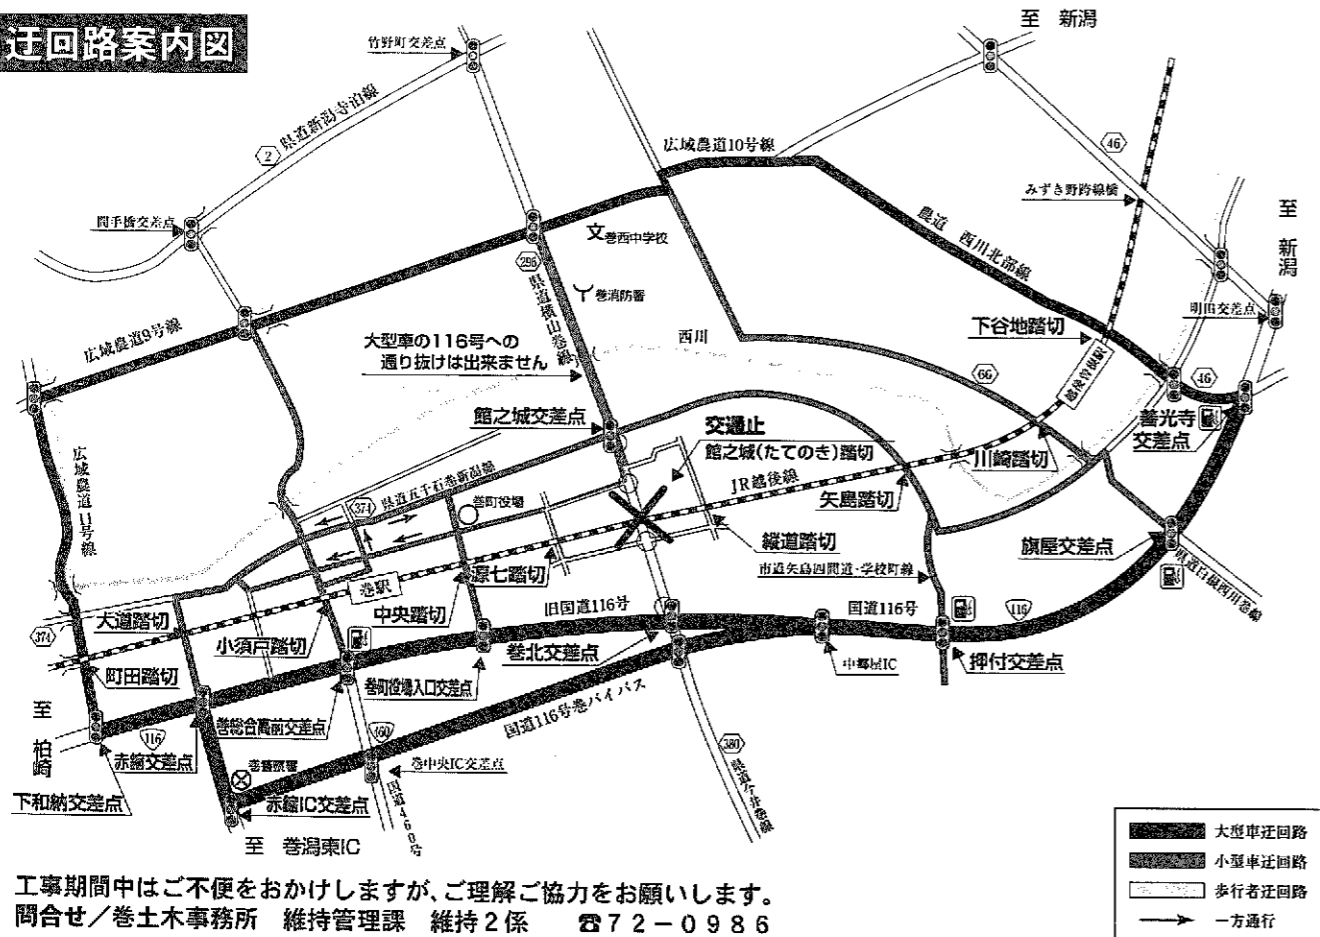 迂回路案内図
至 新潟
竹野町交差点
県道新潟寺泊線
2
広域農道10号線
46
みずき野跨線橋
間手橋交差点
文巻西中学校
農道 西川北部線
至 新潟
296
県道横山巻線
巻消防署
明田交差点
広域農道9号線
大型車の116号への
通り抜けは出来ません
西川
下谷地踏切
66
越後曽根駅
46
館之城交差点
交通止
館之城(たてのき)踏切
善光寺
交差点
川崎踏切
広域農道11号線
県道五千石巻新潟線
374
巻町役場
JR越後線
矢島踏切
縦道踏切
旗屋交差点
源七踏切
市道矢島四間道・学校町線
県道白根西川巻線
巻駅
中央踏切
旧国道116号
国道116号
116
大道踏切
374
小須戸踏切
巻北交差点
中郷屋IC
押付交差点
町田踏切
巻町役場入口交差点
至 柏崎
116
赤鏥交差点
巻総合高前交差点
460
国道116号巻バイパス
380
県道今井巻線
巻警察署
巻中央IC交差点
下和納交差点
赤鏥IC交差点
国道460号
至 巻潟東IC
大型車迂回路
小型車迂回路
歩行者迂回路
一方通行
工事期間中はご不便をおかけしますが、ご理解ご協力をお願いします。
問合せ／巻土木事務所 維持管理課 維持2係 ☎72－0986